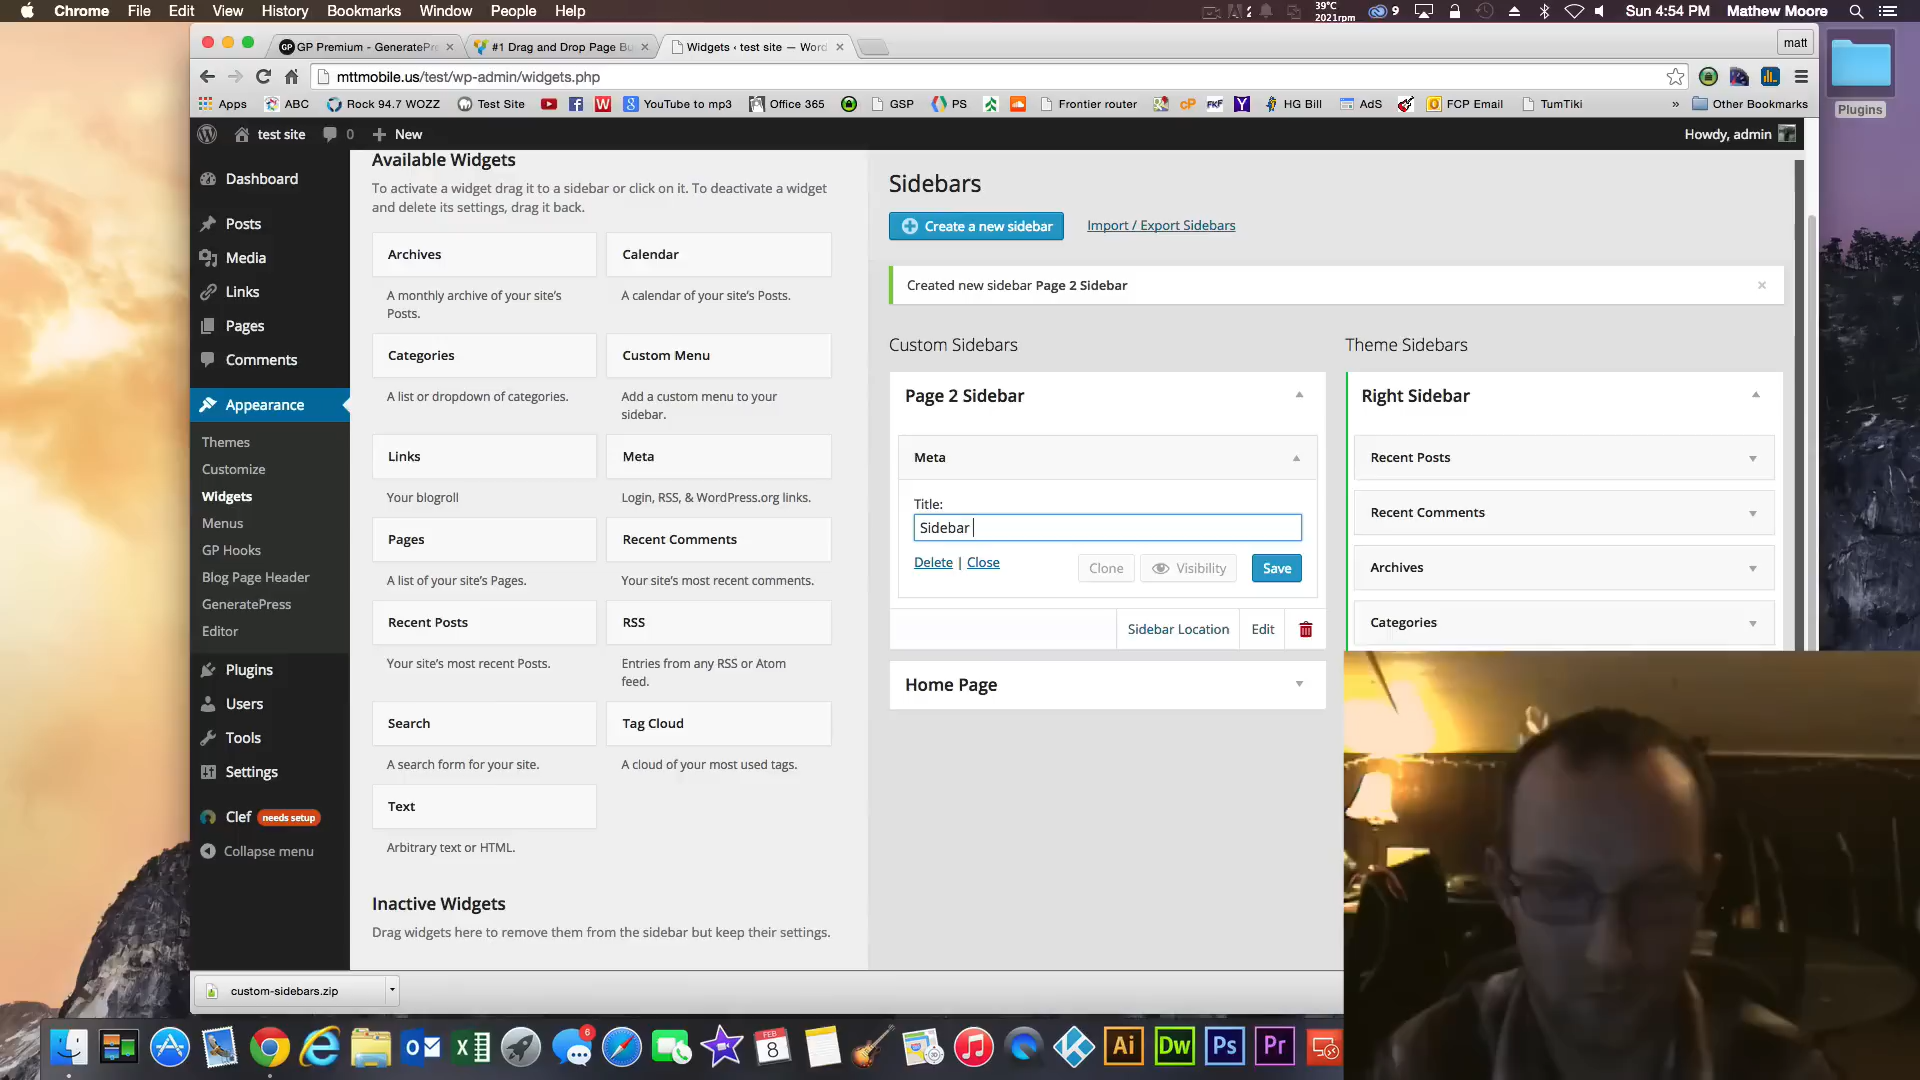 Chrome File Edit View History Bookmarks Window People Help
2 39°C 2021rpm 9 Sun 4:54 PM Mathew Moore
GP Premium - GeneratePr × #1 Drag and Drop Page Bu × Widgets ‹ test site — Word × matt
mttmobile.us/test/wp-admin/widgets.php
Apps ABC Rock 94.7 WOZZ Test Site YouTube to mp3 Office 365 GSP PS Frontier router HG Bill AdS FCP Email TumTiki » Other Bookmarks
test site 0 New Howdy, admin
Dashboard
Posts
Media
Links
Pages
Comments
Appearance
Themes
Customize
Widgets
Menus
GP Hooks
Blog Page Header
GeneratePress
Editor
Plugins
Users
Tools
Settings
Clef needs setup
Collapse menu
Available Widgets
To activate a widget drag it to a sidebar or click on it. To deactivate a widget
and delete its settings, drag it back.
Archives Calendar
A monthly archive of your site's
Posts.
A calendar of your site's Posts.
Categories Custom Menu
A list or dropdown of categories.
Add a custom menu to your
sidebar.
Links Meta
Your blogroll Login, RSS, & WordPress.org links.
Pages Recent Comments
A list of your site's Pages. Your site's most recent comments.
Recent Posts RSS
Your site's most recent Posts.
Entries from any RSS or Atom
feed.
Search Tag Cloud
A search form for your site. A cloud of your most used tags.
Text
Arbitrary text or HTML.
Inactive Widgets
Drag widgets here to remove them from the sidebar but keep their settings.
Sidebars
Create a new sidebar Import / Export Sidebars
Created new sidebar Page 2 Sidebar ×
Custom Sidebars
Page 2 Sidebar
Meta
Title:
Sidebar
Delete | Close Clone Visibility Save
Sidebar Location Edit
Home Page
Theme Sidebars
Right Sidebar
Recent Posts
Recent Comments
Archives
Categories
Plugins
custom-sidebars.zip
6 FEB 8 Ai Dw Ps Pr